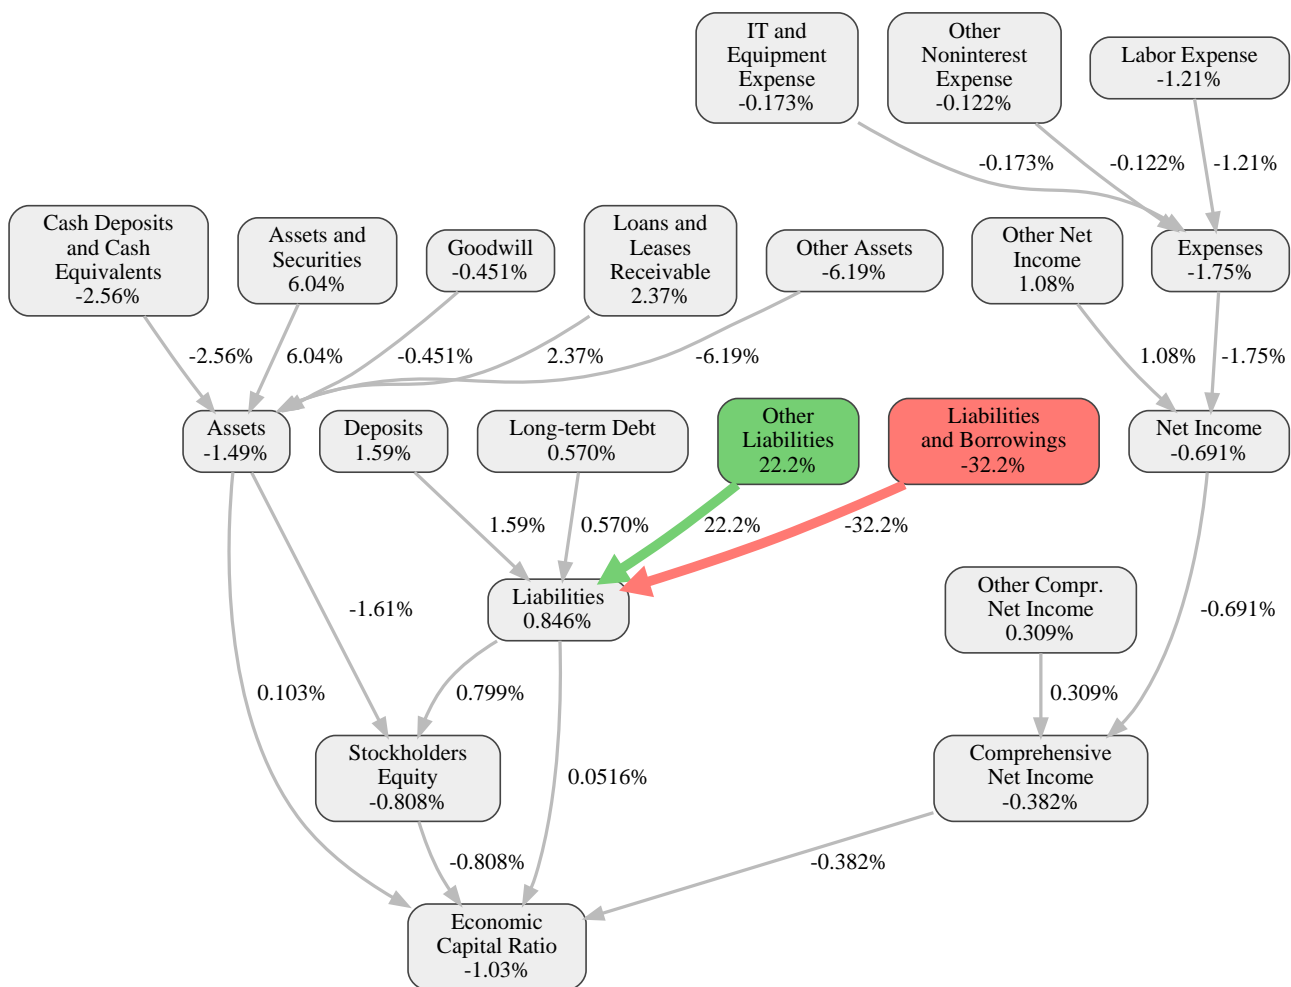 IT and
Equipment
Expense
-0.173%
Other
Noninterest
Expense
-0.122%
Labor Expense
-1.21%
-0.173%
-0.122%
-1.21%
Cash Deposits
and Cash
Equivalents
-2.56%
Assets and
Securities
6.04%
Goodwill
-0.451%
Loans and
Leases
Receivable
2.37%
Other Assets
-6.19%
Other Net
Income
1.08%
Expenses
-1.75%
-2.56%
6.04%
-0.451%
2.37%
-6.19%
1.08%
-1.75%
Assets
-1.49%
Deposits
1.59%
Long-term Debt
0.570%
Other
Liabilities
22.2%
Liabilities
and Borrowings
-32.2%
Net Income
-0.691%
1.59%
0.570%
22.2%
-32.2%
Liabilities
0.846%
Other Compr.
Net Income
0.309%
-1.61%
-0.691%
0.103%
0.799%
0.309%
Stockholders
Equity
-0.808%
0.0516%
Comprehensive
Net Income
-0.382%
-0.808%
-0.382%
Economic
Capital Ratio
-1.03%